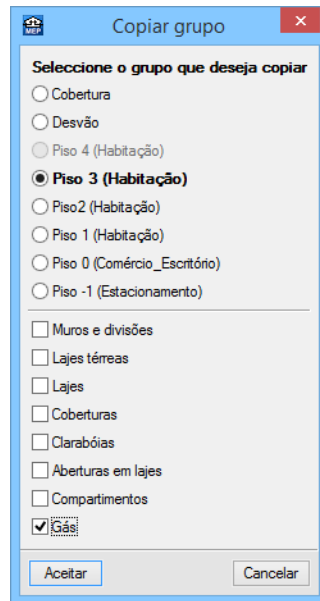 MEP
Copiar grupo
Seleccione o grupo que deseja copiar
Cobertura
Desvão
Piso 4 (Habitação)
Piso 3 (Habitação)
Piso2 (Habitação)
Piso 1 (Habitação)
Piso 0 (Comércio_Escritório)
Piso -1 (Estacionamento)
Muros e divisões
Lajes térreas
Lajes
Coberturas
Clarabóias
Aberturas em lajes
Compartimentos
Gás
Aceitar Cancelar